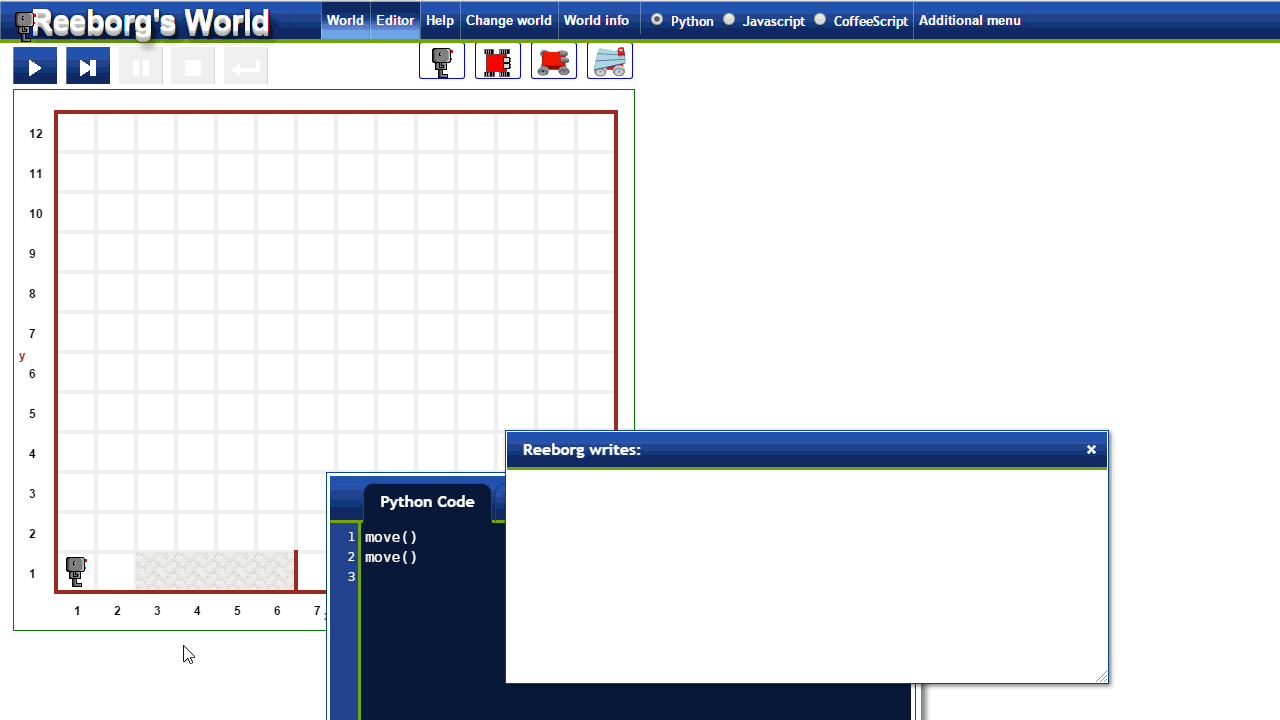 Reeborg's World
World Editor Help Change world World info Python Javascript CoffeeScript Additional menu
12
11
10
9
8
7
y
6
5
4
3
2
1
1 2 3 4 5 6 7
Reeborg writes: ×
Python Code
1 move()
2 move()
3